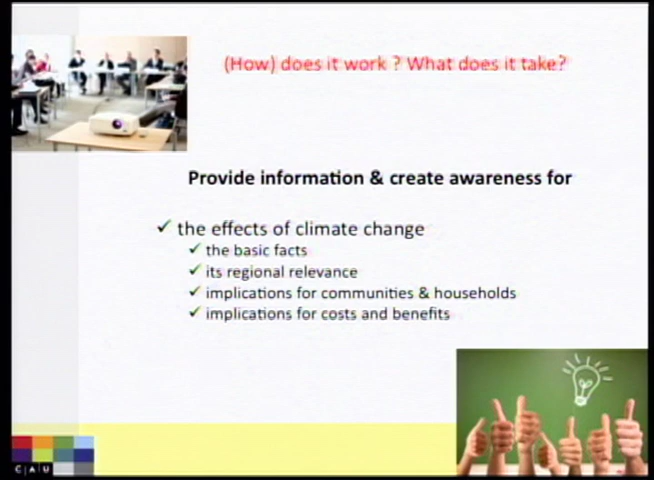 (How) does it work ? What does it take?
Provide information & create awareness for
✓ the effects of climate change
✓ the basic facts
✓ its regional relevance
✓ implications for communities & households
✓ implications for costs and benefits
C | A | U